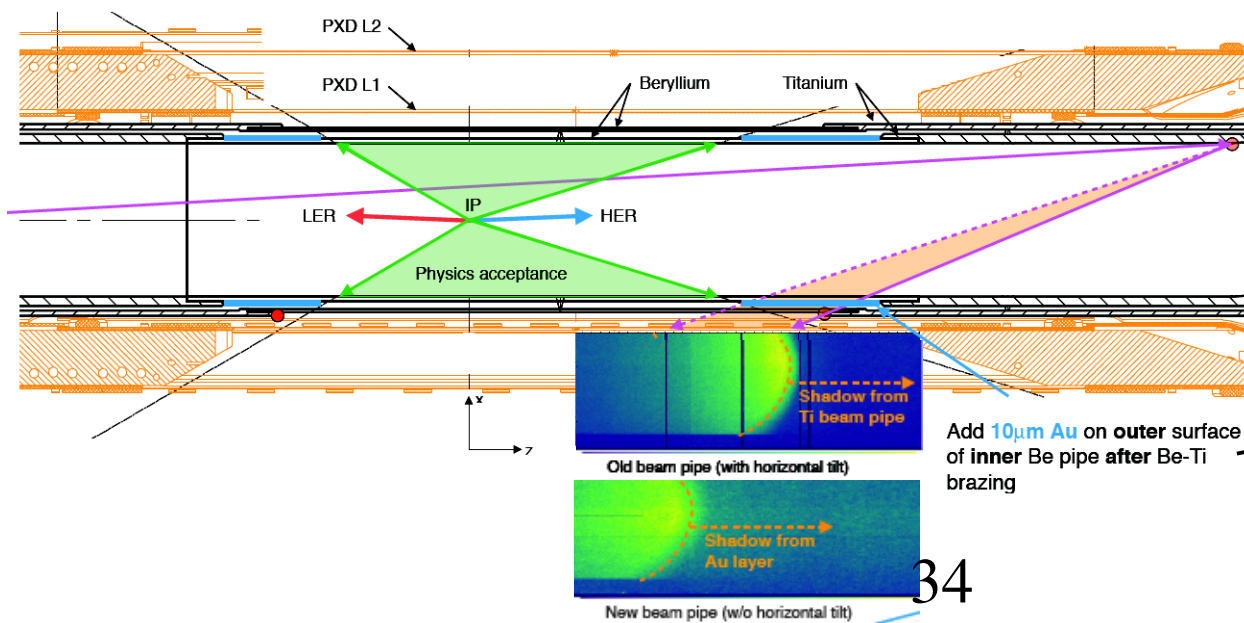 PXD L2
PXD L1
Beryllium
Titanium
IP
LER
HER
Physics acceptance
x
z
Shadow from
Ti beam pipe
Old beam pipe (with horizontal tilt)
Add 10μm Au on outer surface
of inner Be pipe after Be-Ti
brazing
Shadow from
Au layer
34
New beam pipe (w/o horizontal tilt)